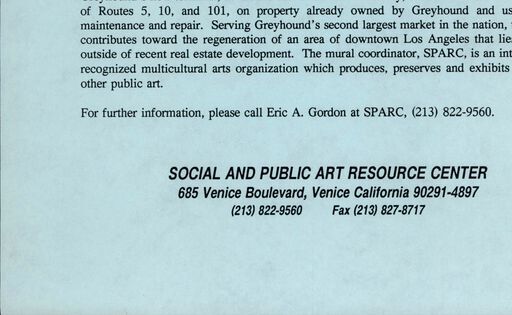 of Routes 5, 10, and 101, on property already owned by Greyhound and us
maintenance and repair. Serving Greyhound's second largest market in the nation,
contributes toward the regeneration of an area of downtown Los Angeles that lie
outside of recent real estate development. The mural coordinator, SPARC, is an int
recognized multicultural arts organization which produces, preserves and exhibits
other public art.
For further information, please call Eric A. Gordon at SPARC, (213) 822-9560.
SOCIAL AND PUBLIC ART RESOURCE CENTER
685 Venice Boulevard, Venice California 90291-4897
(213) 822-9560 Fax (213) 827-8717